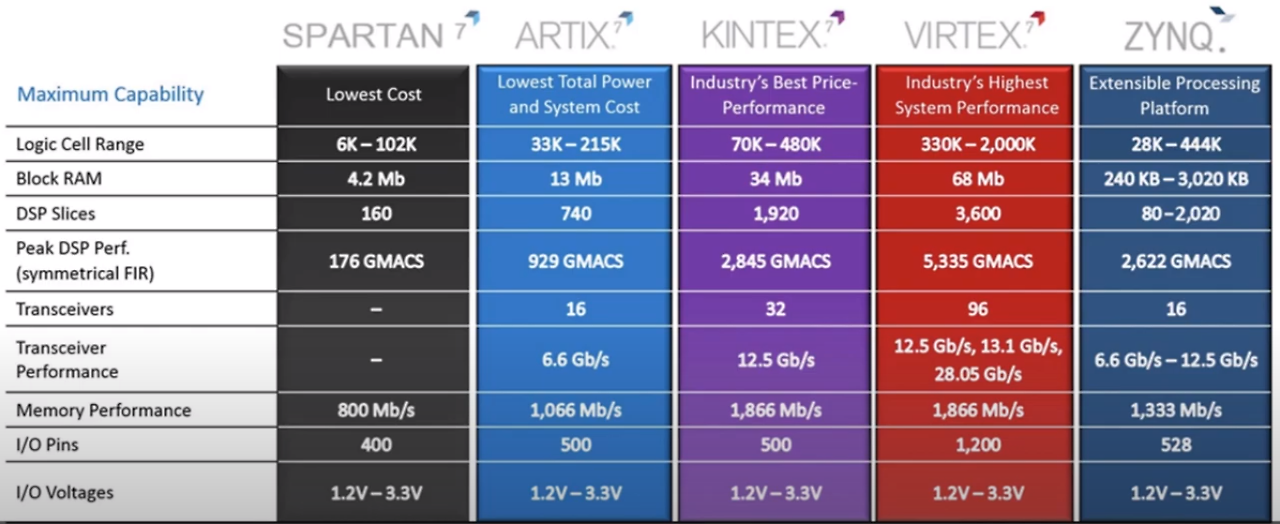 SPARTAN 7 ARTIX 7 KINTEX 7 VIRTEX 7 ZYNQ
Maximum Capability Lowest Cost Lowest Total Power and System Cost Industry's Best Price-Performance Industry's Highest System Performance Extensible Processing Platform
Logic Cell Range 6K – 102K 33K – 215K 70K – 480K 330K – 2,000K 28K – 444K
Block RAM 4.2 Mb 13 Mb 34 Mb 68 Mb 240 KB – 3,020 KB
DSP Slices 160 740 1,920 3,600 80 – 2,020
Peak DSP Perf. (symmetrical FIR) 176 GMACS 929 GMACS 2,845 GMACS 5,335 GMACS 2,622 GMACS
Transceivers – 16 32 96 16
Transceiver Performance – 6.6 Gb/s 12.5 Gb/s 12.5 Gb/s, 13.1 Gb/s, 28.05 Gb/s 6.6 Gb/s – 12.5 Gb/s
Memory Performance 800 Mb/s 1,066 Mb/s 1,866 Mb/s 1,866 Mb/s 1,333 Mb/s
I/O Pins 400 500 500 1,200 528
I/O Voltages 1.2V – 3.3V 1.2V – 3.3V 1.2V – 3.3V 1.2V – 3.3V 1.2V – 3.3V